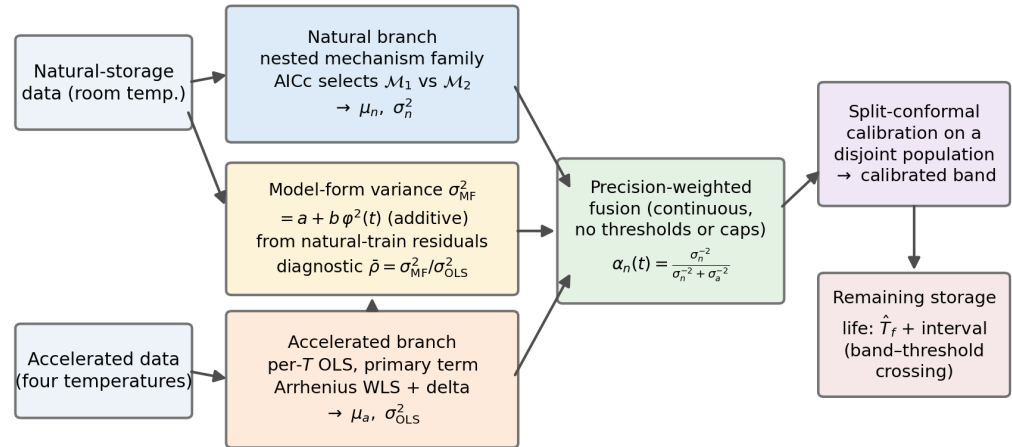 Natural-storage
data (room temp.)
Natural branch
nested mechanism family
AICc selects ℳ₁ vs ℳ₂
→ μₙ, σₙ²
Model-form variance σ²_MF
= a + b φ²(t) (additive)
from natural-train residuals
diagnostic ρ̄ = σ²_MF/σ²_OLS
Accelerated data
(four temperatures)
Accelerated branch
per-T OLS, primary term
Arrhenius WLS + delta
→ μₐ, σ²_OLS
Precision-weighted
fusion (continuous,
no thresholds or caps)
αₙ(t) = σₙ⁻² / (σₙ⁻² + σₐ⁻²)
Split-conformal
calibration on a
disjoint population
→ calibrated band
Remaining storage
life: T̂_f + interval
(band–threshold
crossing)